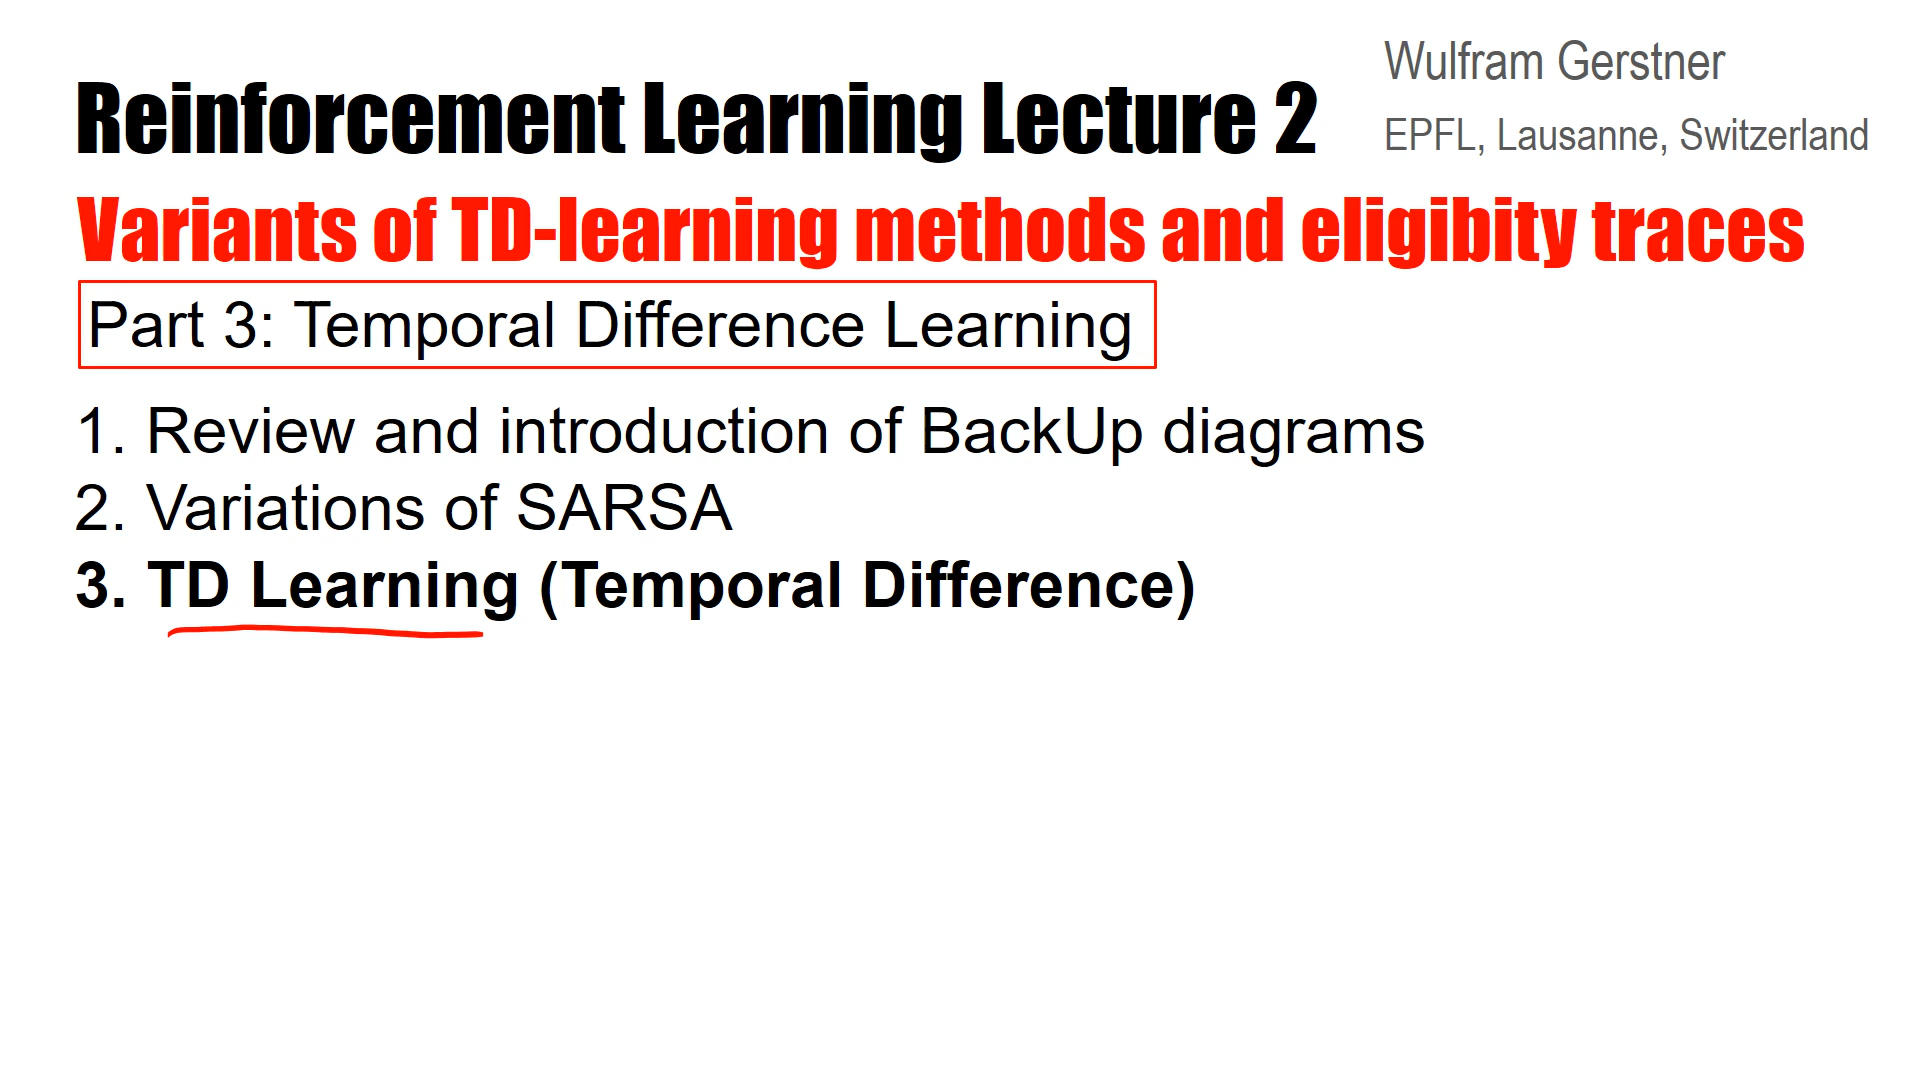 Wulfram Gerstner
Reinforcement Learning Lecture 2
EPFL, Lausanne, Switzerland
Variants of TD-learning methods and eligibity traces
Part 3: Temporal Difference Learning
1. Review and introduction of BackUp diagrams
2. Variations of SARSA
3. TD Learning (Temporal Difference)